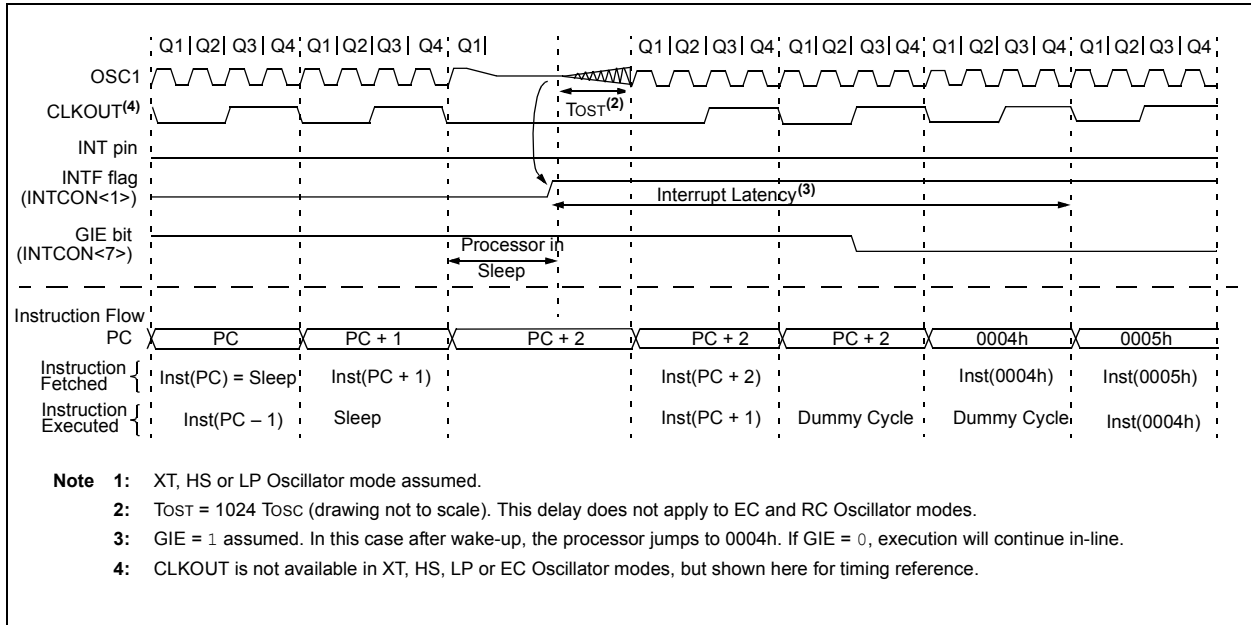 Q1 Q2 Q3 Q4 Q1 Q2 Q3 Q4 Q1 Q1 Q2 Q3 Q4 Q1 Q2 Q3 Q4 Q1 Q2 Q3 Q4 Q1 Q2 Q3 Q4
OSC1
TOST(2)
CLKOUT(4)
INT pin
INTF flag
(INTCON<1>)
Interrupt Latency(3)
GIE bit
(INTCON<7>)
Processor in
Sleep
Instruction Flow
PC PC PC + 1 PC + 2 PC + 2 PC + 2 0004h 0005h
Instruction
Fetched
Inst(PC) = Sleep Inst(PC + 1) Inst(PC + 2) Inst(0004h) Inst(0005h)
Instruction
Executed
Inst(PC – 1) Sleep Inst(PC + 1) Dummy Cycle Dummy Cycle Inst(0004h)
Note 1: XT, HS or LP Oscillator mode assumed.
2: TOST = 1024 TOSC (drawing not to scale). This delay does not apply to EC and RC Oscillator modes.
3: GIE = 1 assumed. In this case after wake-up, the processor jumps to 0004h. If GIE = 0, execution will continue in-line.
4: CLKOUT is not available in XT, HS, LP or EC Oscillator modes, but shown here for timing reference.